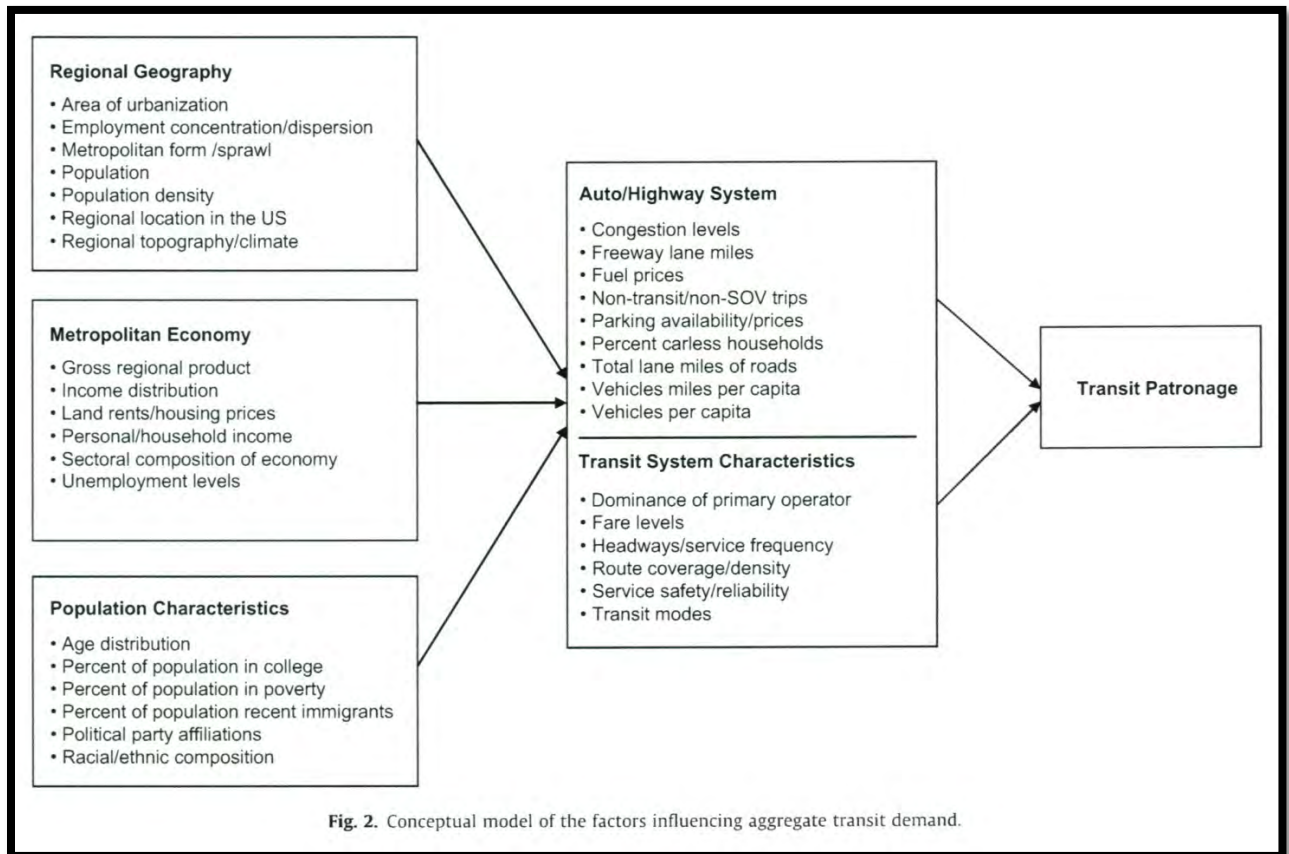 Regional Geography
• Area of urbanization
• Employment concentration/dispersion
• Metropolitan form /sprawl
• Population
• Population density
• Regional location in the US
• Regional topography/climate
Metropolitan Economy
• Gross regional product
• Income distribution
• Land rents/housing prices
• Personal/household income
• Sectoral composition of economy
• Unemployment levels
Population Characteristics
• Age distribution
• Percent of population in college
• Percent of population in poverty
• Percent of population recent immigrants
• Political party affiliations
• Racial/ethnic composition
Auto/Highway System
• Congestion levels
• Freeway lane miles
• Fuel prices
• Non-transit/non-SOV trips
• Parking availability/prices
• Percent carless households
• Total lane miles of roads
• Vehicles miles per capita
• Vehicles per capita
Transit System Characteristics
• Dominance of primary operator
• Fare levels
• Headways/service frequency
• Route coverage/density
• Service safety/reliability
• Transit modes
Transit Patronage
Fig. 2. Conceptual model of the factors influencing aggregate transit demand.